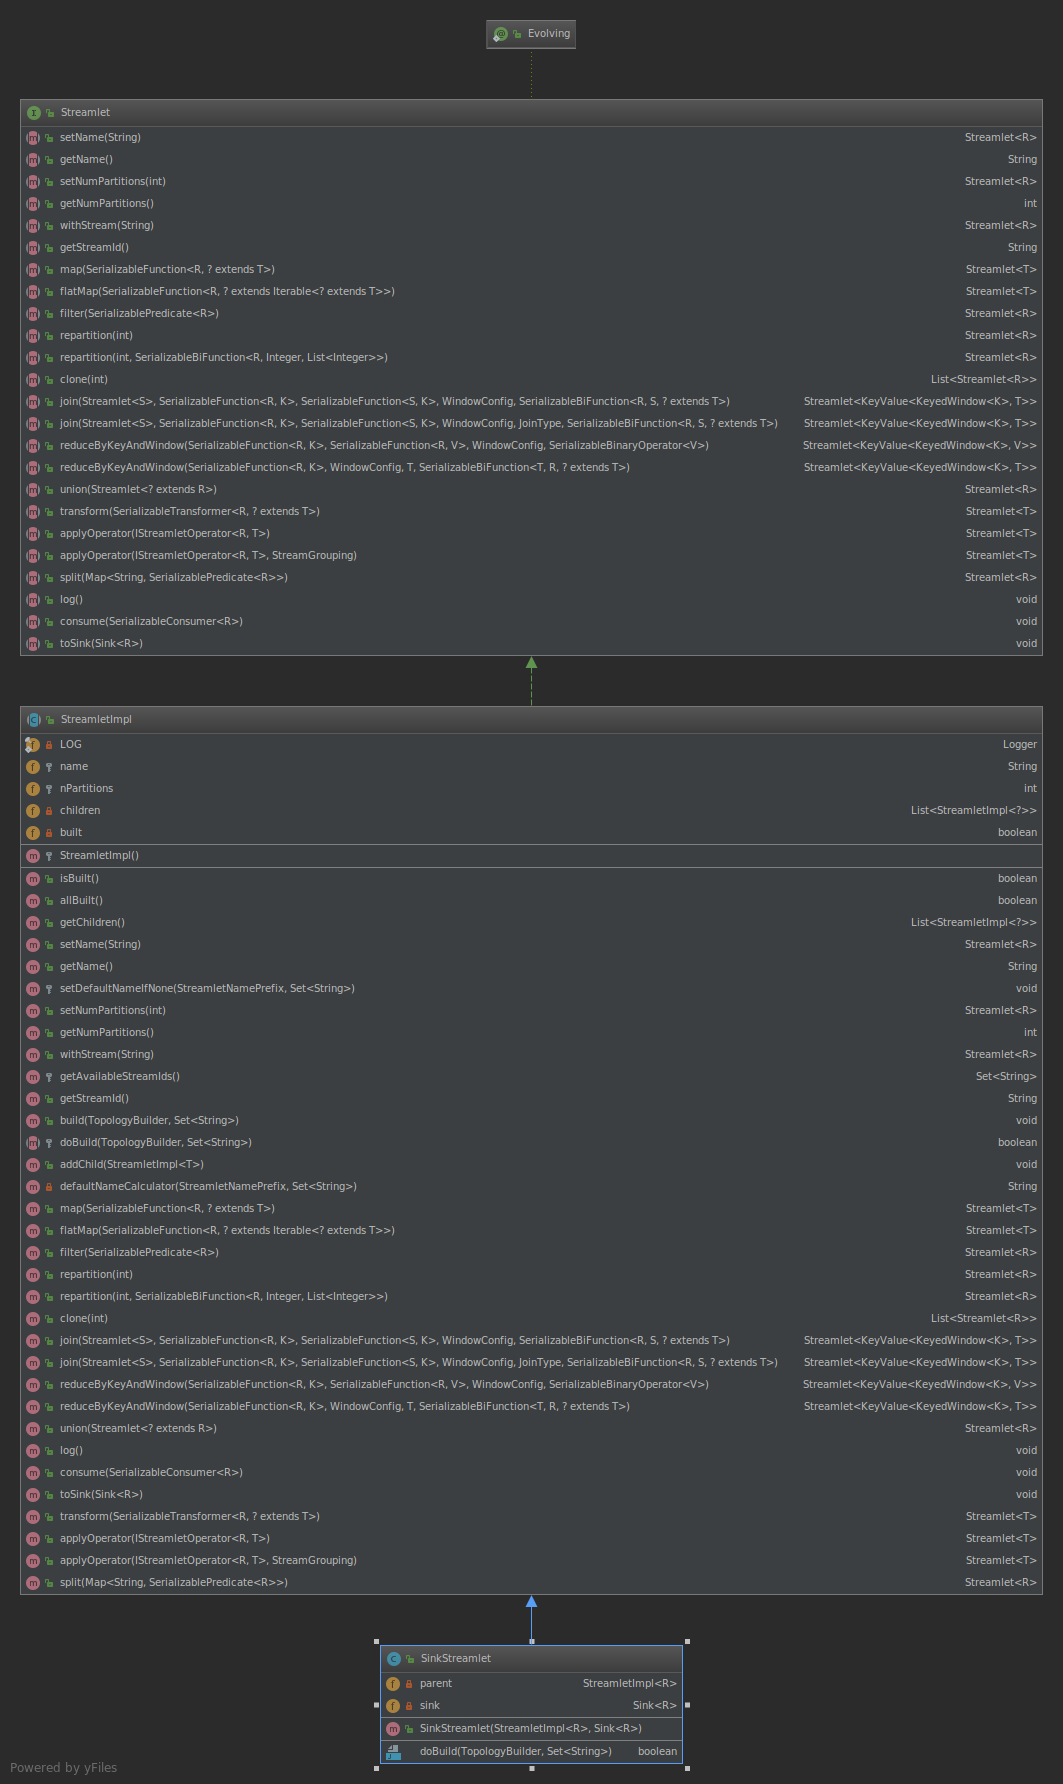 Evolving
Streamlet
setName(String) Streamlet<R>
getName() String
setNumPartitions(int) Streamlet<R>
getNumPartitions() int
withStream(String) Streamlet<R>
getStreamId() String
map(SerializableFunction<R, ? extends T>) Streamlet<T>
flatMap(SerializableFunction<R, ? extends Iterable<? extends T>>) Streamlet<T>
filter(SerializablePredicate<R>) Streamlet<R>
repartition(int) Streamlet<R>
repartition(int, SerializableBiFunction<R, Integer, List<Integer>>) Streamlet<R>
clone(int) List<Streamlet<R>>
join(Streamlet<S>, SerializableFunction<R, K>, SerializableFunction<S, K>, WindowConfig, SerializableBiFunction<R, S, ? extends T>) Streamlet<KeyValue<KeyedWindow<K>, T>>
join(Streamlet<S>, SerializableFunction<R, K>, SerializableFunction<S, K>, WindowConfig, JoinType, SerializableBiFunction<R, S, ? extends T>) Streamlet<KeyValue<KeyedWindow<K>, T>>
reduceByKeyAndWindow(SerializableFunction<R, K>, SerializableFunction<R, V>, WindowConfig, SerializableBinaryOperator<V>) Streamlet<KeyValue<KeyedWindow<K>, V>>
reduceByKeyAndWindow(SerializableFunction<R, K>, WindowConfig, T, SerializableBiFunction<T, R, ? extends T>) Streamlet<KeyValue<KeyedWindow<K>, T>>
union(Streamlet<? extends R>) Streamlet<R>
transform(SerializableTransformer<R, ? extends T>) Streamlet<T>
applyOperator(IStreamletOperator<R, T>) Streamlet<T>
applyOperator(IStreamletOperator<R, T>, StreamGrouping) Streamlet<T>
split(Map<String, SerializablePredicate<R>>) Streamlet<R>
log() void
consume(SerializableConsumer<R>) void
toSink(Sink<R>) void
StreamletImpl
LOG Logger
name String
nPartitions int
children List<StreamletImpl<?>>
built boolean
StreamletImpl()
isBuilt() boolean
allBuilt() boolean
getChildren() List<StreamletImpl<?>>
setName(String) Streamlet<R>
getName() String
setDefaultNameIfNone(StreamletNamePrefix, Set<String>) void
setNumPartitions(int) Streamlet<R>
getNumPartitions() int
withStream(String) Streamlet<R>
getAvailableStreamIds() Set<String>
getStreamId() String
build(TopologyBuilder, Set<String>) void
doBuild(TopologyBuilder, Set<String>) boolean
addChild(StreamletImpl<T>) void
defaultNameCalculator(StreamletNamePrefix, Set<String>) String
map(SerializableFunction<R, ? extends T>) Streamlet<T>
flatMap(SerializableFunction<R, ? extends Iterable<? extends T>>) Streamlet<T>
filter(SerializablePredicate<R>) Streamlet<R>
repartition(int) Streamlet<R>
repartition(int, SerializableBiFunction<R, Integer, List<Integer>>) Streamlet<R>
clone(int) List<Streamlet<R>>
join(Streamlet<S>, SerializableFunction<R, K>, SerializableFunction<S, K>, WindowConfig, SerializableBiFunction<R, S, ? extends T>) Streamlet<KeyValue<KeyedWindow<K>, T>>
join(Streamlet<S>, SerializableFunction<R, K>, SerializableFunction<S, K>, WindowConfig, JoinType, SerializableBiFunction<R, S, ? extends T>) Streamlet<KeyValue<KeyedWindow<K>, T>>
reduceByKeyAndWindow(SerializableFunction<R, K>, SerializableFunction<R, V>, WindowConfig, SerializableBinaryOperator<V>) Streamlet<KeyValue<KeyedWindow<K>, V>>
reduceByKeyAndWindow(SerializableFunction<R, K>, WindowConfig, T, SerializableBiFunction<T, R, ? extends T>) Streamlet<KeyValue<KeyedWindow<K>, T>>
union(Streamlet<? extends R>) Streamlet<R>
log() void
consume(SerializableConsumer<R>) void
toSink(Sink<R>) void
transform(SerializableTransformer<R, ? extends T>) Streamlet<T>
applyOperator(IStreamletOperator<R, T>) Streamlet<T>
applyOperator(IStreamletOperator<R, T>, StreamGrouping) Streamlet<T>
split(Map<String, SerializablePredicate<R>>) Streamlet<R>
SinkStreamlet
parent StreamletImpl<R>
sink Sink<R>
SinkStreamlet(StreamletImpl<R>, Sink<R>)
doBuild(TopologyBuilder, Set<String>) boolean
Powered by yFiles